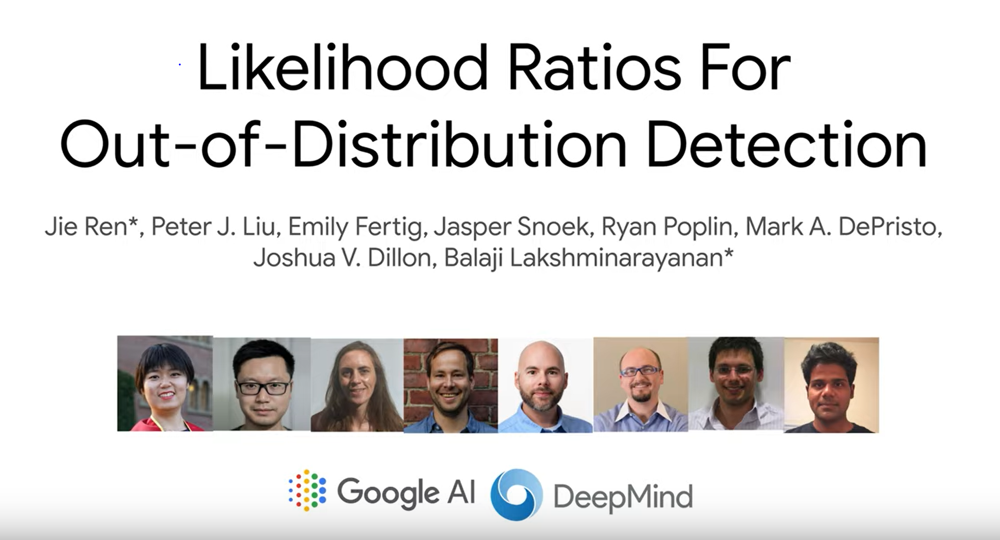 Likelihood Ratios For
Out-of-Distribution Detection
Jie Ren*, Peter J. Liu, Emily Fertig, Jasper Snoek, Ryan Poplin, Mark A. DePristo,
Joshua V. Dillon, Balaji Lakshminarayanan*
Google AI DeepMind